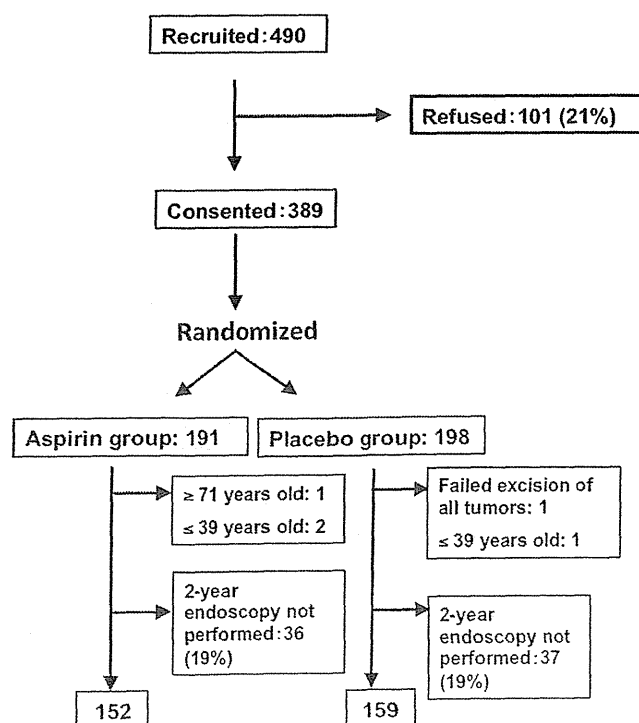 Recruited:490
Refused:101 (21%)
Consented:389
Randomized
Aspirin group: 191
Placebo group: 198
≥ 71 years old: 1
≤ 39 years old: 2
Failed excision of
all tumors: 1
≤ 39 years old: 1
2-year
endoscopy not
performed:36
(19%)
2-year
endoscopy not
performed:37
(19%)
152
159